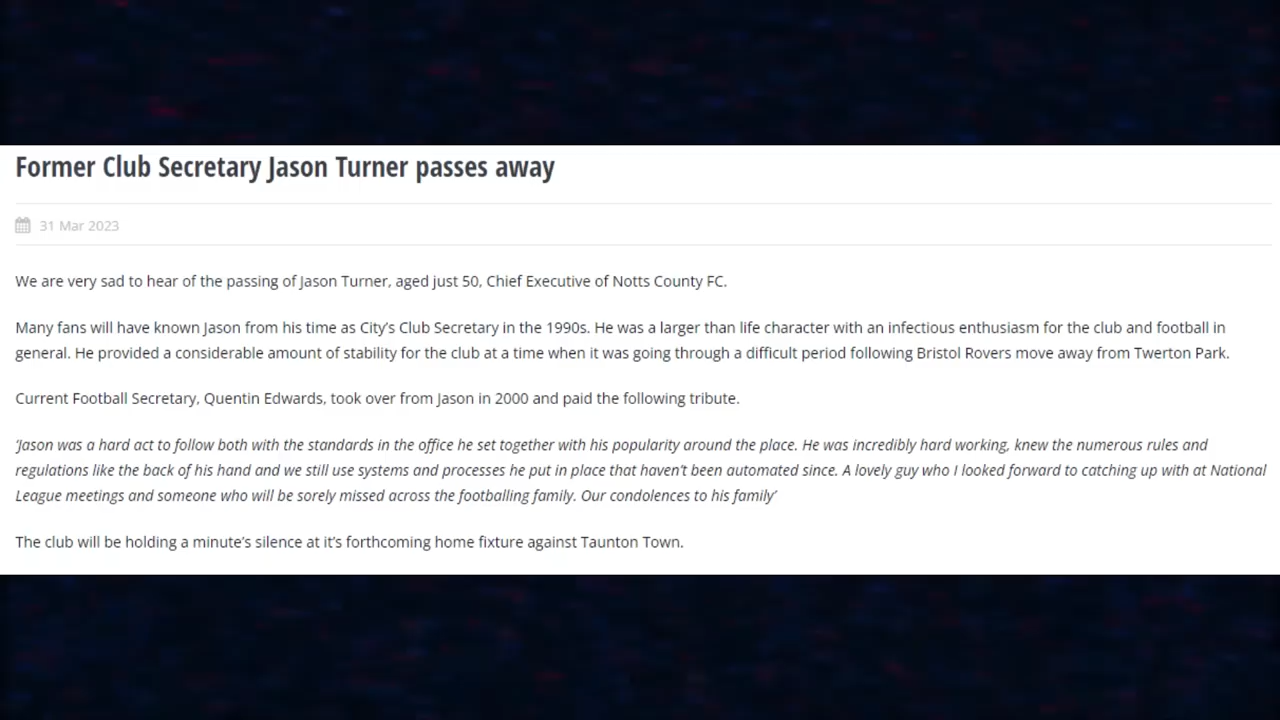 Former Club Secretary Jason Turner passes away
31 Mar 2023
We are very sad to hear of the passing of Jason Turner, aged just 50, Chief Executive of Notts County FC.
Many fans will have known Jason from his time as City’s Club Secretary in the 1990s. He was a larger than life character with an infectious enthusiasm for the club and football in
general. He provided a considerable amount of stability for the club at a time when it was going through a difficult period following Bristol Rovers move away from Twerton Park.
Current Football Secretary, Quentin Edwards, took over from Jason in 2000 and paid the following tribute.
‘Jason was a hard act to follow both with the standards in the office he set together with his popularity around the place. He was incredibly hard working, knew the numerous rules and
regulations like the back of his hand and we still use systems and processes he put in place that haven’t been automated since. A lovely guy who I looked forward to catching up with at National
League meetings and someone who will be sorely missed across the footballing family. Our condolences to his family’
The club will be holding a minute’s silence at it’s forthcoming home fixture against Taunton Town.